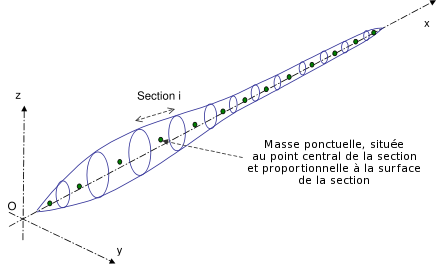 x
z
Section i
Masse ponctuelle, située
au point central de la section
et proportionnelle à la surface
de la section
O
y